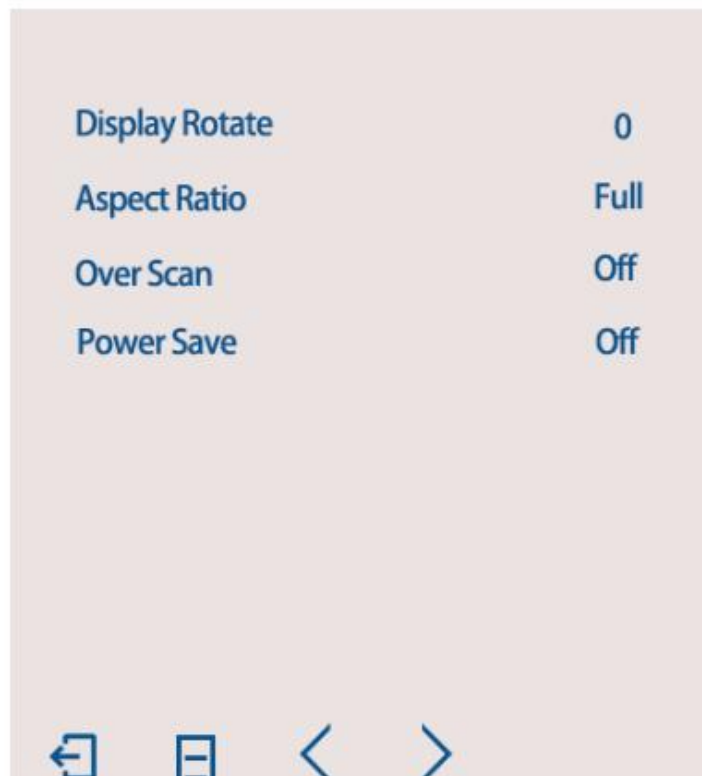 Display Rotate 0
Aspect Ratio Full
Over Scan Off
Power Save Off